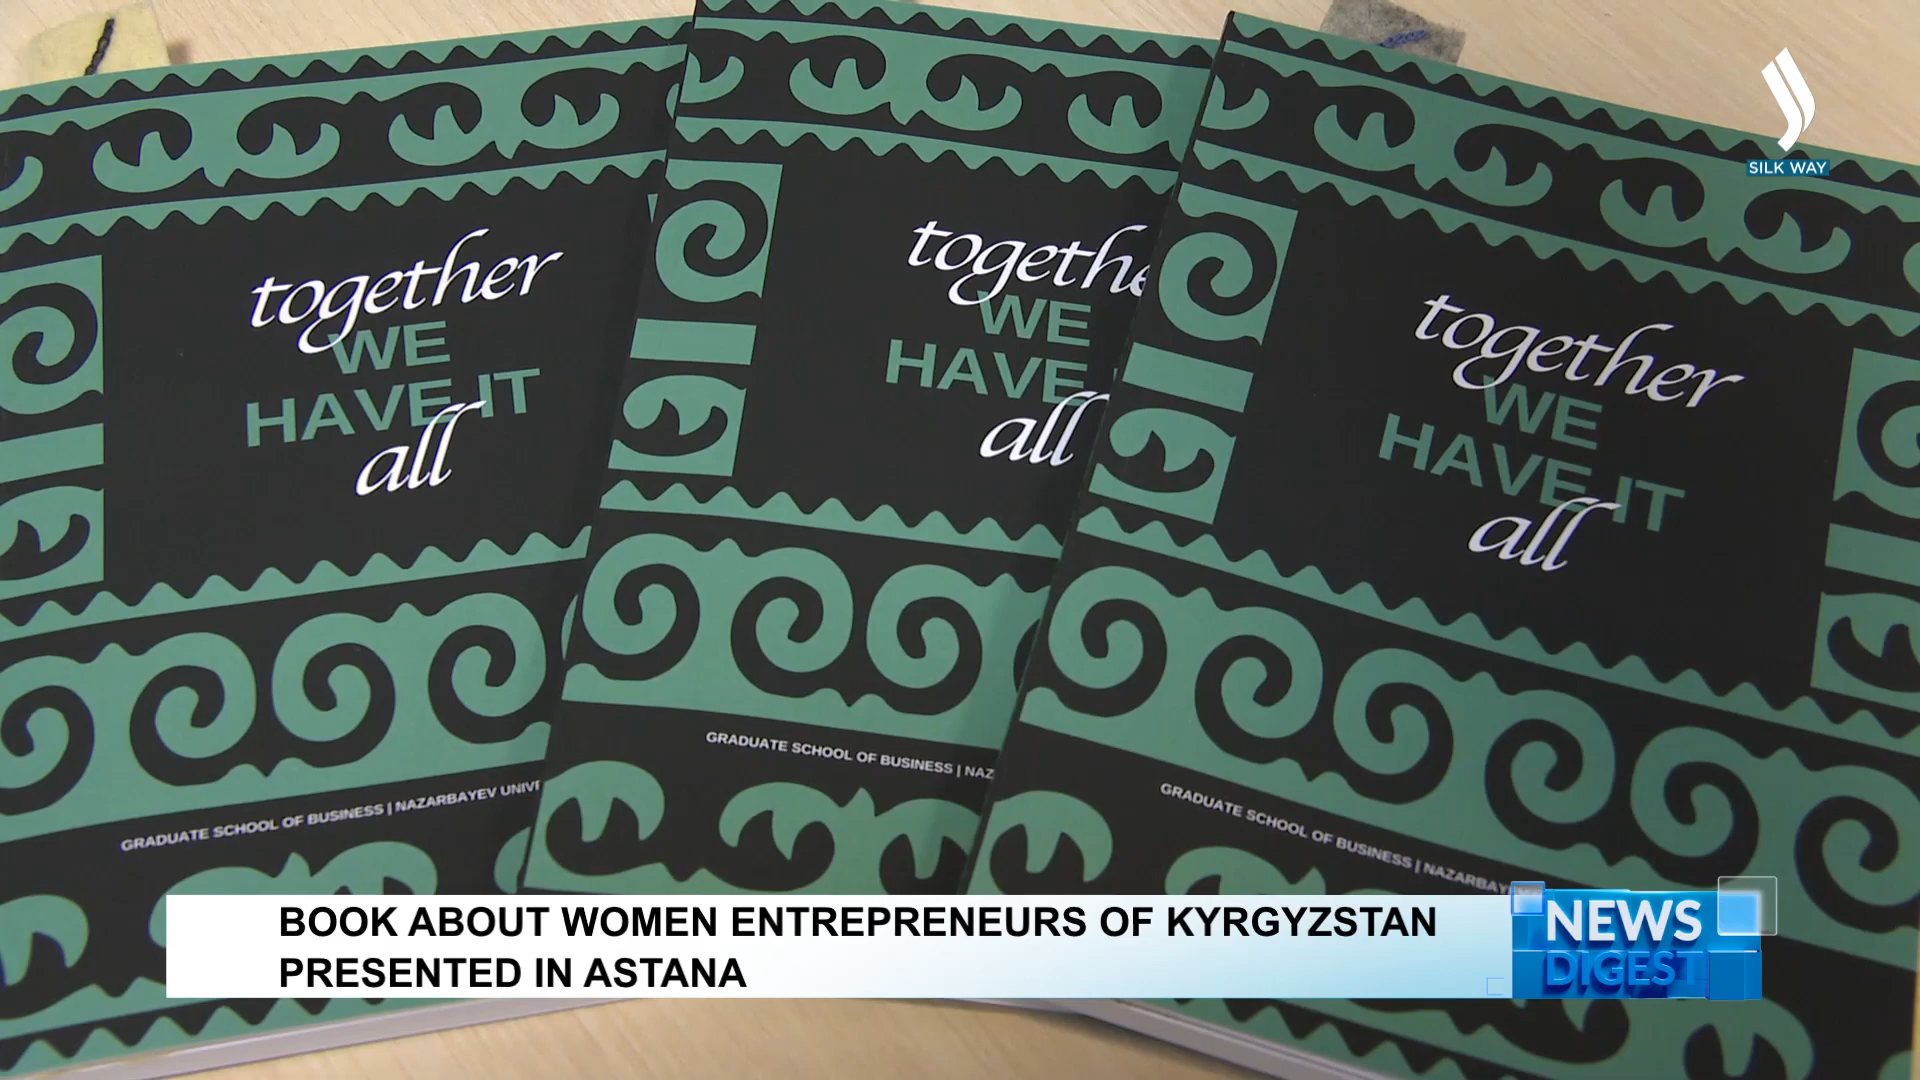 SILK WAY
together
WE
HAVE IT
all
GRADUATE SCHOOL OF BUSINESS | NAZARBAYEV UNIV
togethe
WE
HAVE
all
GRADUATE SCHOOL OF BUSINESS | NAZ
together
WE
HAVE IT
all
GRADUATE SCHOOL OF BUSINESS | NAZARBAY
BOOK ABOUT WOMEN ENTREPRENEURS OF KYRGYZSTAN
PRESENTED IN ASTANA
NEWS
DIGEST